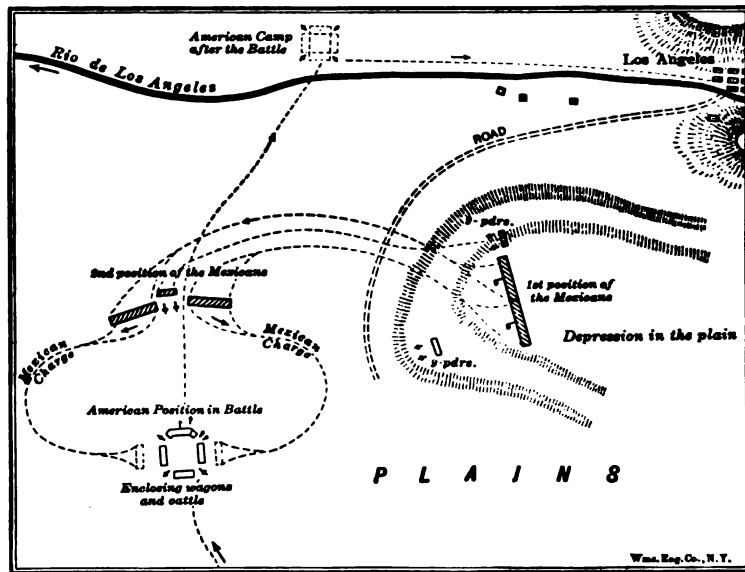 American Camp
after the Battle
Rio de Los Angeles
Los Angeles
ROAD
9-pdrs.
2nd position of the Mexicans
1st position of
the Mexicans
Mexican
Charge
Mexican
Charge
Depression in the plain
9-pdrs.
American Position in Battle
Enclosing wagons
and cattle
PLAINS
Wms. Eng. Co., N.Y.